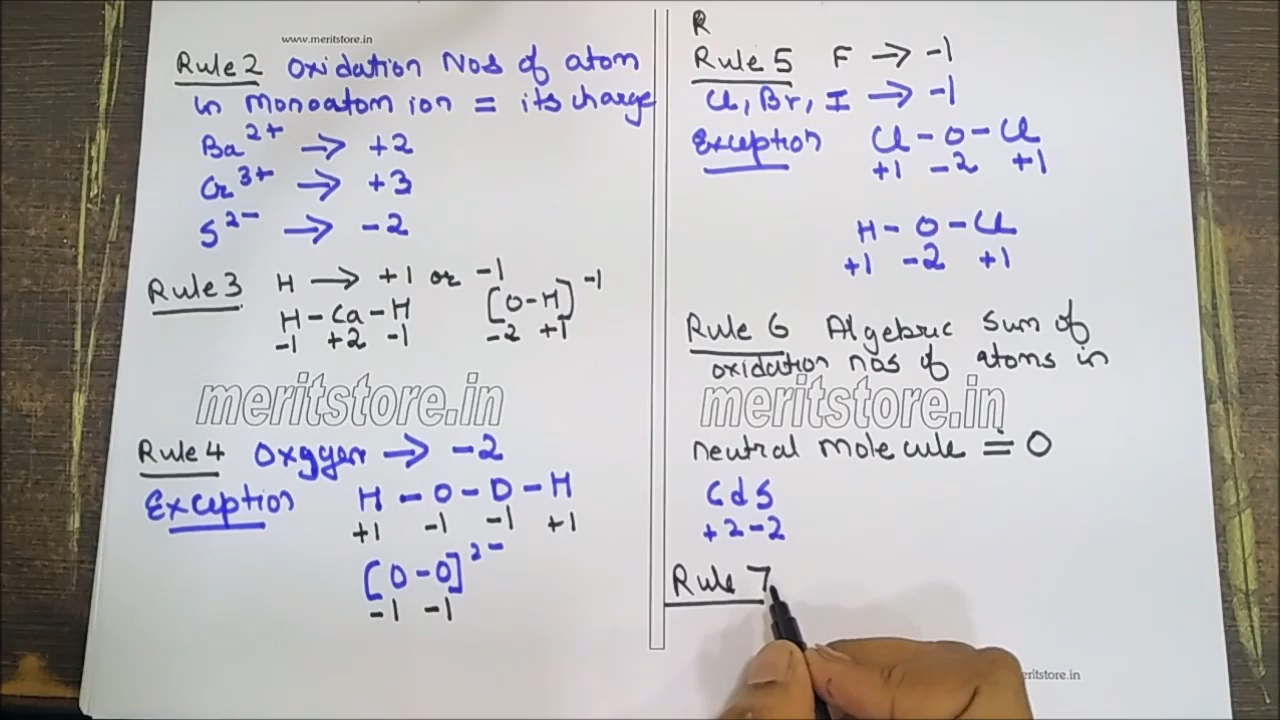 www.meritstore.in
Rule 2 Oxidation Nos of atom
in monoatom ion = its charge
Ba²⁺ → +2
Cr³⁺ → +3
S²⁻ → -2
Rule 3 H → +1 or -1
H - Ca - H [O-H]⁻¹
-1 +2 -1 -2 +1
meritstore.in
Rule 4 Oxygen → -2
Exception H - O - O - H
+1 -1 -1 +1
[O - O]²⁻
-1 -1
R
Rule 5 F → -1
Cl, Br, I → -1
Exception Cl - O - Cl
+1 -2 +1
H - O - Cl
+1 -2 +1
Rule 6 Algebric Sum of
oxidation nos of atoms in
meritstore.in
neutral molecule = 0
CdS
+2 -2
Rule 7
eritstore.in